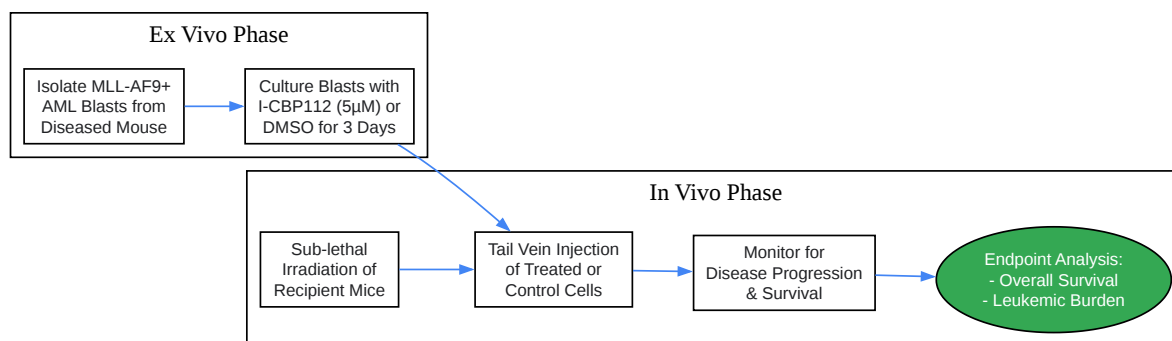 Ex Vivo Phase
Isolate MLL-AF9+
AML Blasts from
Diseased Mouse
Culture Blasts with
I-CBP112 (5µM) or
DMSO for 3 Days
In Vivo Phase
Sub-lethal
Irradiation of
Recipient Mice
Tail Vein Injection
of Treated or
Control Cells
Monitor for
Disease Progression
& Survival
Endpoint Analysis:
- Overall Survival
- Leukemic Burden